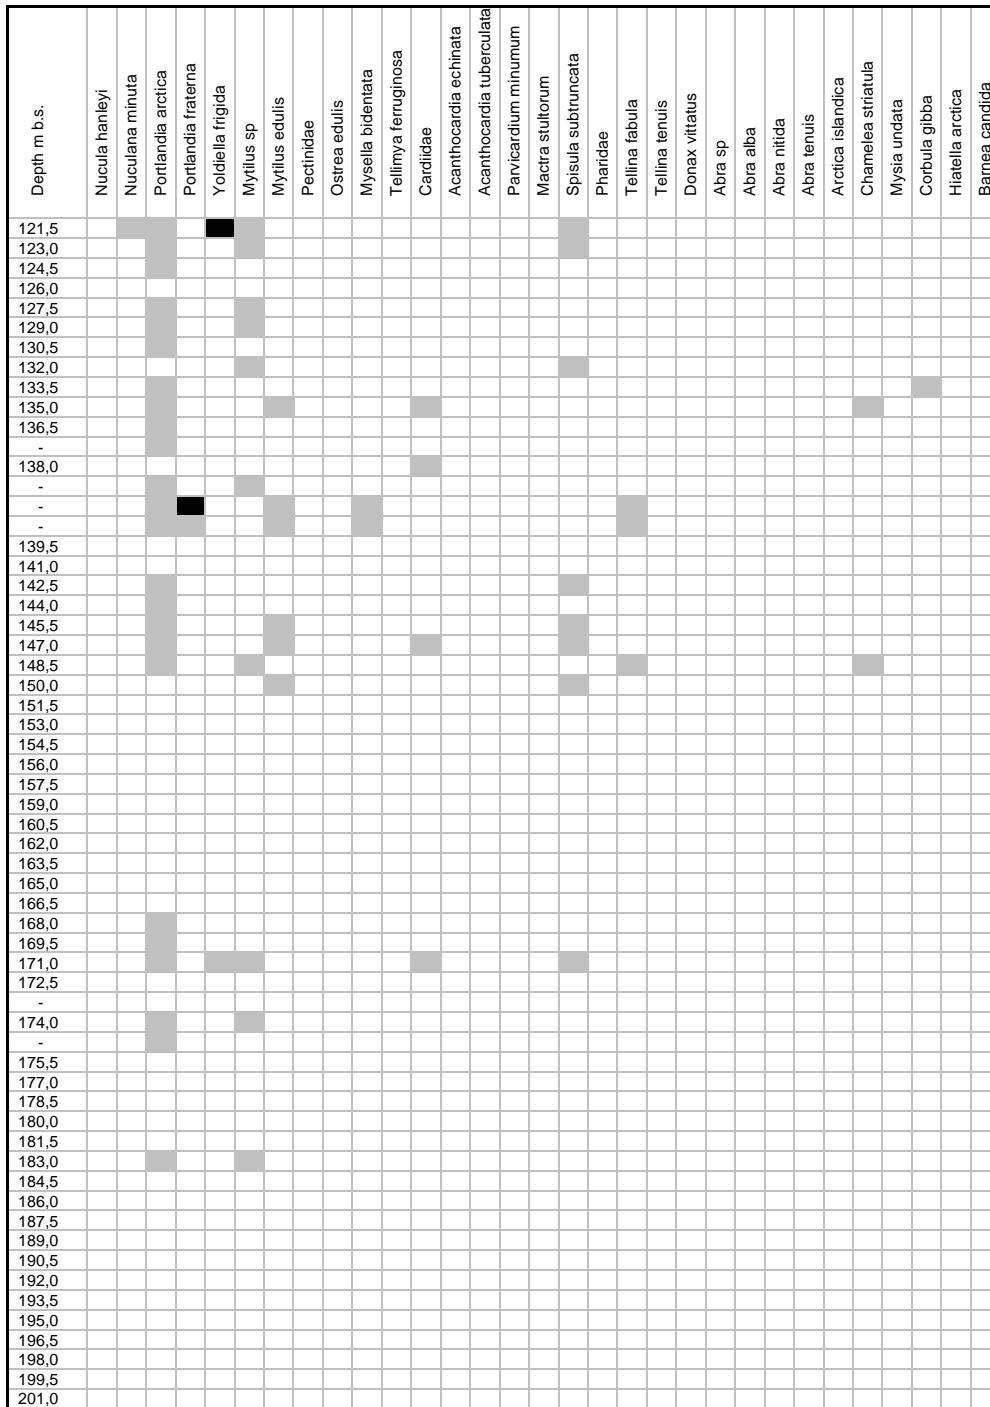 Depth m b.s.
Nucula hanleyi
Nuculana minuta
Portlandia arctica
Portlandia fraterna
Yoldiella frigida
Mytilus sp
Mytilus edulis
Pectinidae
Ostrea edulis
Mysella bidentata
Tellimya ferruginosa
Cardiidae
Acanthocardia echinata
Acanthocardia tuberculata
Parvicardium minumum
Mactra stultorum
Spisula subtruncata
Pharidae
Tellina fabula
Tellina tenuis
Donax vittatus
Abra sp
Abra alba
Abra nitida
Abra tenuis
Arctica islandica
Chamelea striatula
Mysia undata
Corbula gibba
Hiatella arctica
Barnea candida
121,5
123,0
124,5
126,0
127,5
129,0
130,5
132,0
133,5
135,0
136,5
-
138,0
-
-
-
139,5
141,0
142,5
144,0
145,5
147,0
148,5
150,0
151,5
153,0
154,5
156,0
157,5
159,0
160,5
162,0
163,5
165,0
166,5
168,0
169,5
171,0
172,5
-
174,0
-
175,5
177,0
178,5
180,0
181,5
183,0
184,5
186,0
187,5
189,0
190,5
192,0
193,5
195,0
196,5
198,0
199,5
201,0